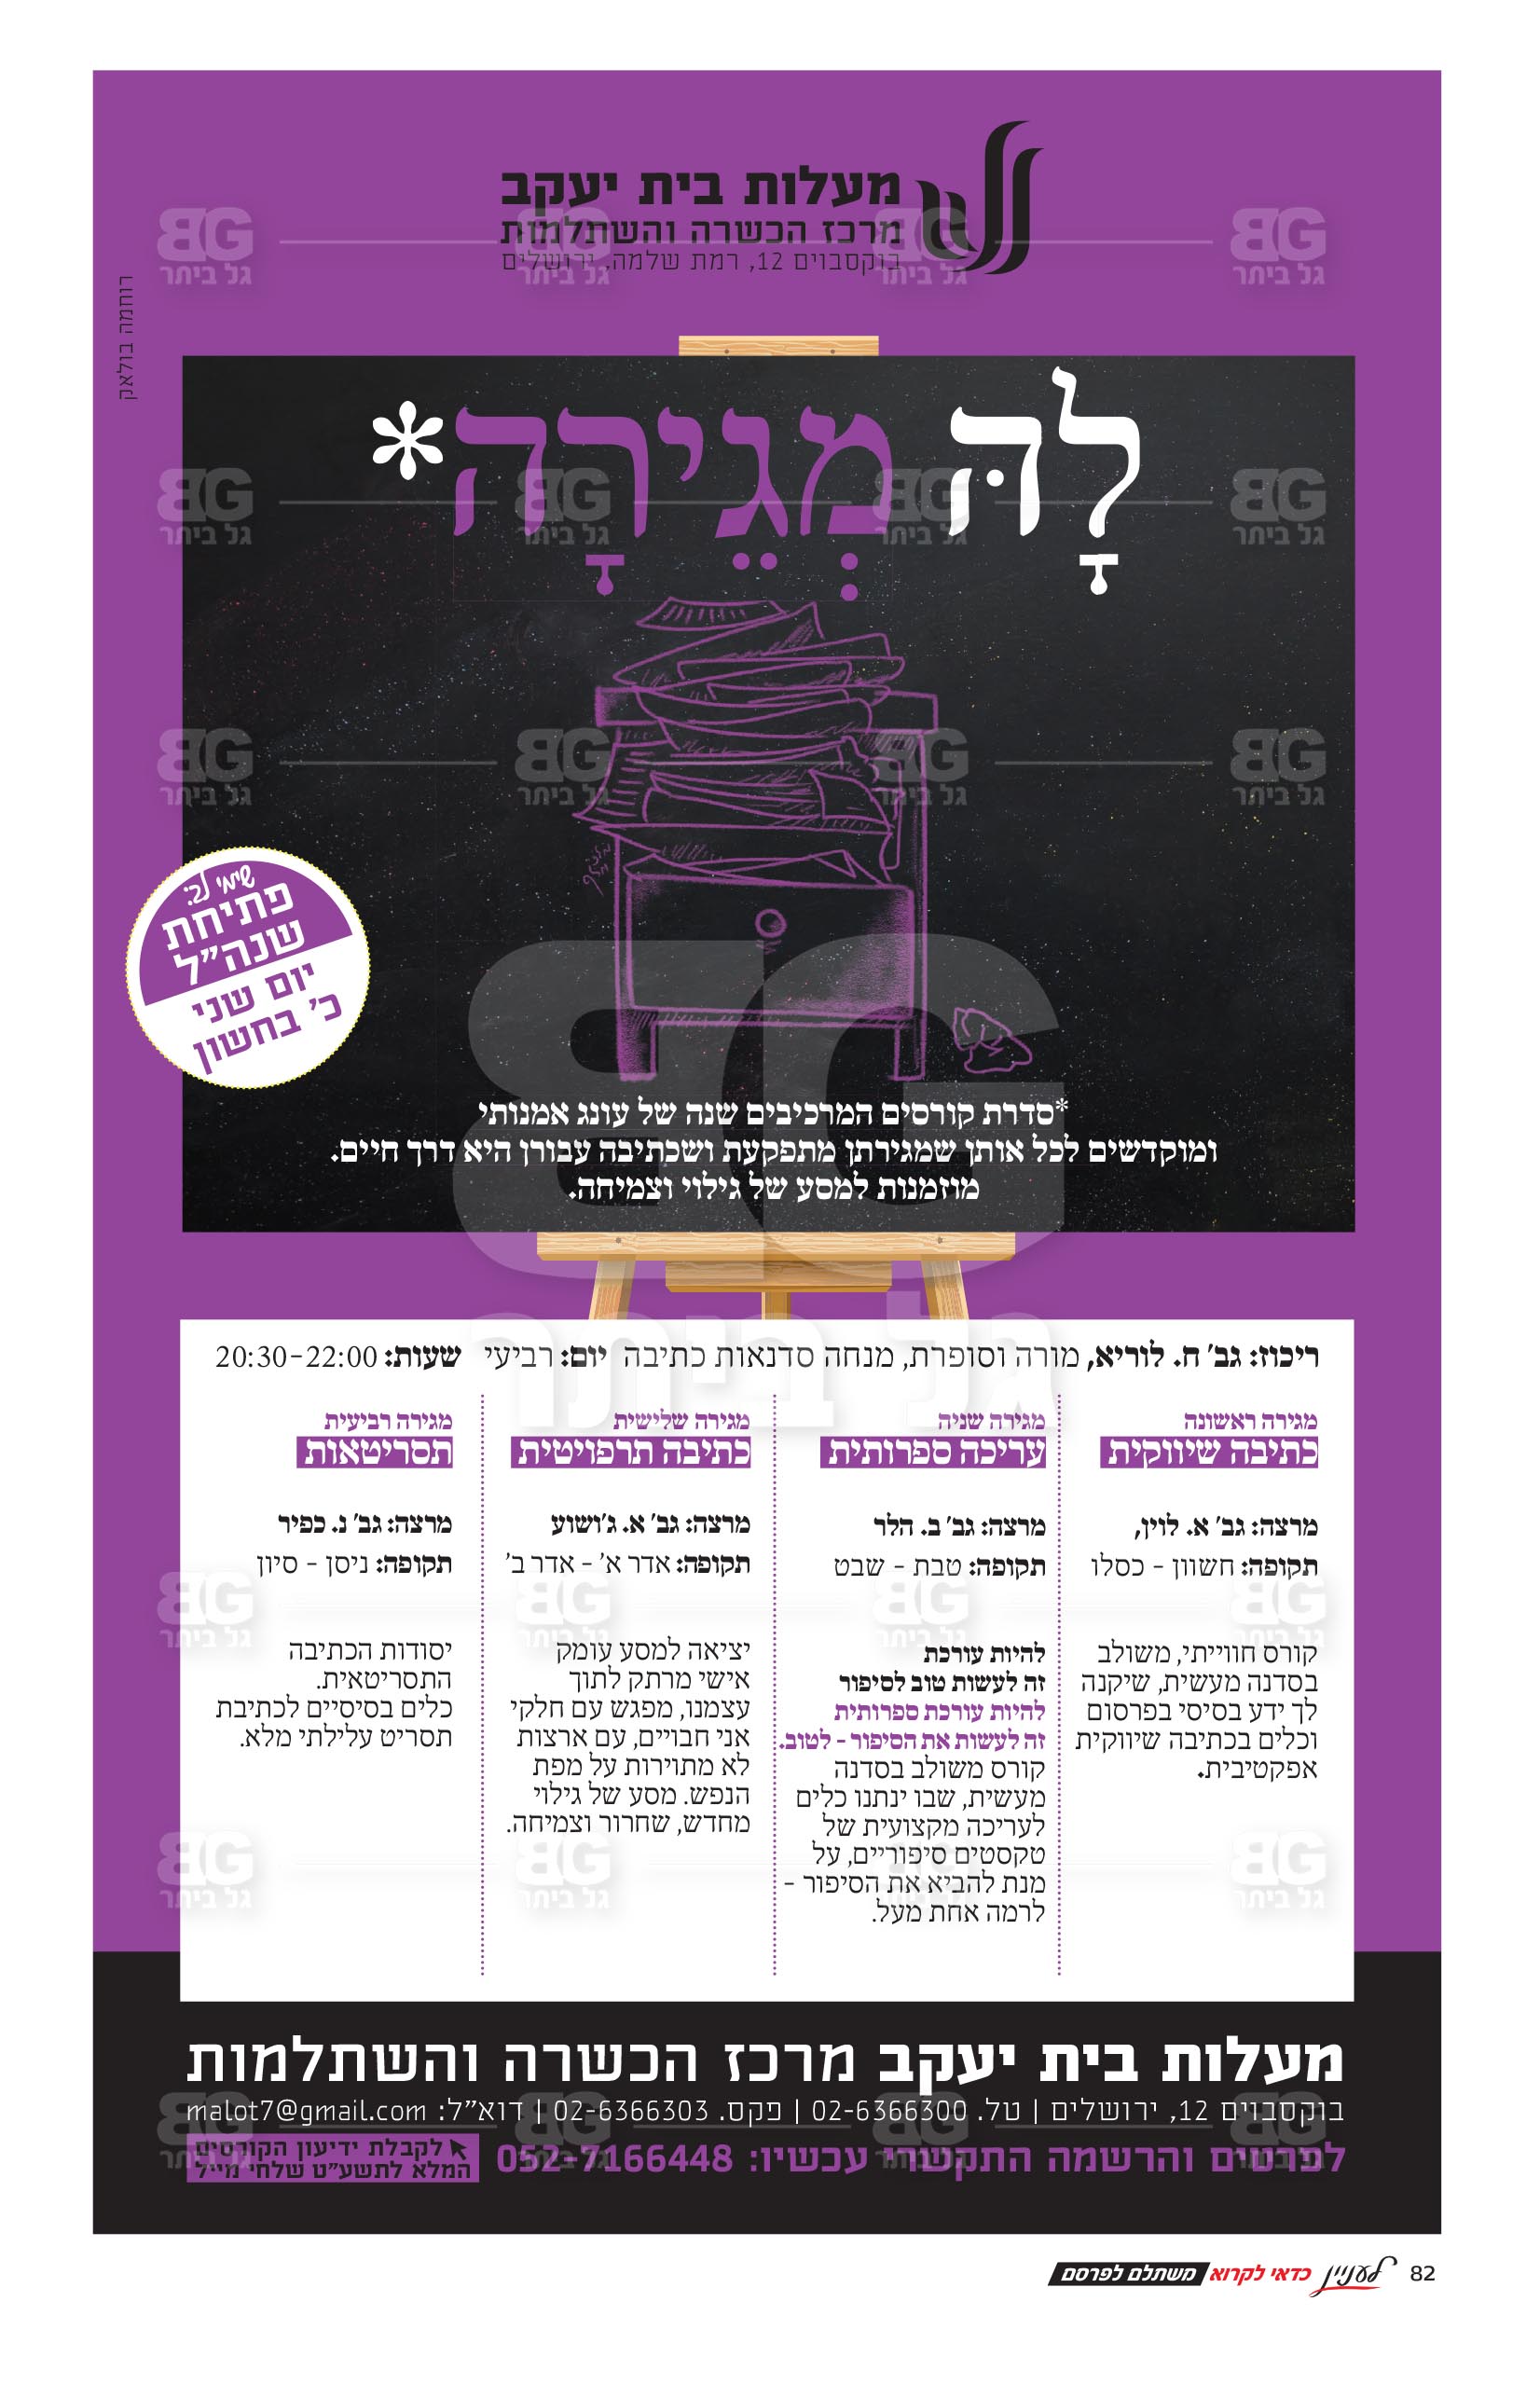 מעלות בית יעקב
מרכז הכשרה והשתלמות
בוקסבוים 12, רמת שלמה, ירושלים
רוחמה בולאק
לָהּ מְגֵירָה*
שימי לב:
פתיחת
שנה"ל
יום שני
כ' בחשון
*סדרת קורסים המרכיבים שנה של עונג אמנותי
ומוקדשים לכל אותן שמגירתן מתפקעת ושכתיבה עבורן היא דרך חיים.
מוזמנות למסע של גילוי וצמיחה.
ריכוז: גב' ח. לוריא, מורה וסופרת, מנחה סדנאות כתיבה יום: רביעי שעות: 20:30-22:00
מגירה ראשונה
כתיבה שיווקית
מרצה: גב' א. לוין,
תקופה: חשוון - כסלו
קורס חווייתי, משולב
בסדנה מעשית, שיקנה
לך ידע בסיסי בפרסום
וכלים בכתיבה שיווקית
אפקטיבית.
מגירה שניה
עריכה ספרותית
מרצה: גב' ב. הלר
תקופה: טבת - שבט
להיות עורכת
זה לעשות טוב לסיפור
להיות עורכת ספרותית
זה לעשות את הסיפור - לטוב.
קורס משולב בסדנה
מעשית, שבו ינתנו כלים
לעריכה מקצועית של
טקסטים סיפוריים, על
מנת להביא את הסיפור -
לרמה אחת מעל.
מגירה שלישית
כתיבה תרפויטית
מרצה: גב' א. ג'ושוע
תקופה: אדר א' - אדר ב'
יציאה למסע עומק
אישי מרתק לתוך
עצמנו, מפגש עם חלקי
אני חבויים, עם ארצות
לא מתוירות על מפת
הנפש. מסע של גילוי
מחדש, שחרור וצמיחה.
מגירה רביעית
תסריטאות
מרצה: גב' נ. כפיר
תקופה: ניסן - סיון
יסודות הכתיבה
התסריטאית.
כלים בסיסיים לכתיבת
תסריט עלילתי מלא.
מעלות בית יעקב מרכז הכשרה והשתלמות
בוקסבוים 12, ירושלים | טל. 02-6366300 | פקס. 02-6366303 | דוא"ל: malot7@gmail.com
לפרטים והרשמה התקשרי עכשיו: 052-7166448
לקבלת ידיעון הקורסים
המלא לתשע"ט שלחי מייל
82 לעניין כדאי לקרוא משתלם לפרסם
BG
גל ביתר